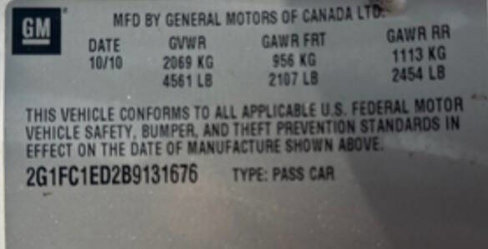 GM
MFD BY GENERAL MOTORS OF CANADA LTD.
DATE GVWR GAWR FRT GAWR RR
10/10 2069 KG 956 KG 1113 KG
4561 LB 2107 LB 2454 LB
THIS VEHICLE CONFORMS TO ALL APPLICABLE U.S. FEDERAL MOTOR
VEHICLE SAFETY, BUMPER, AND THEFT PREVENTION STANDARDS IN
EFFECT ON THE DATE OF MANUFACTURE SHOWN ABOVE.
2G1FC1ED2B9131676 TYPE: PASS CAR